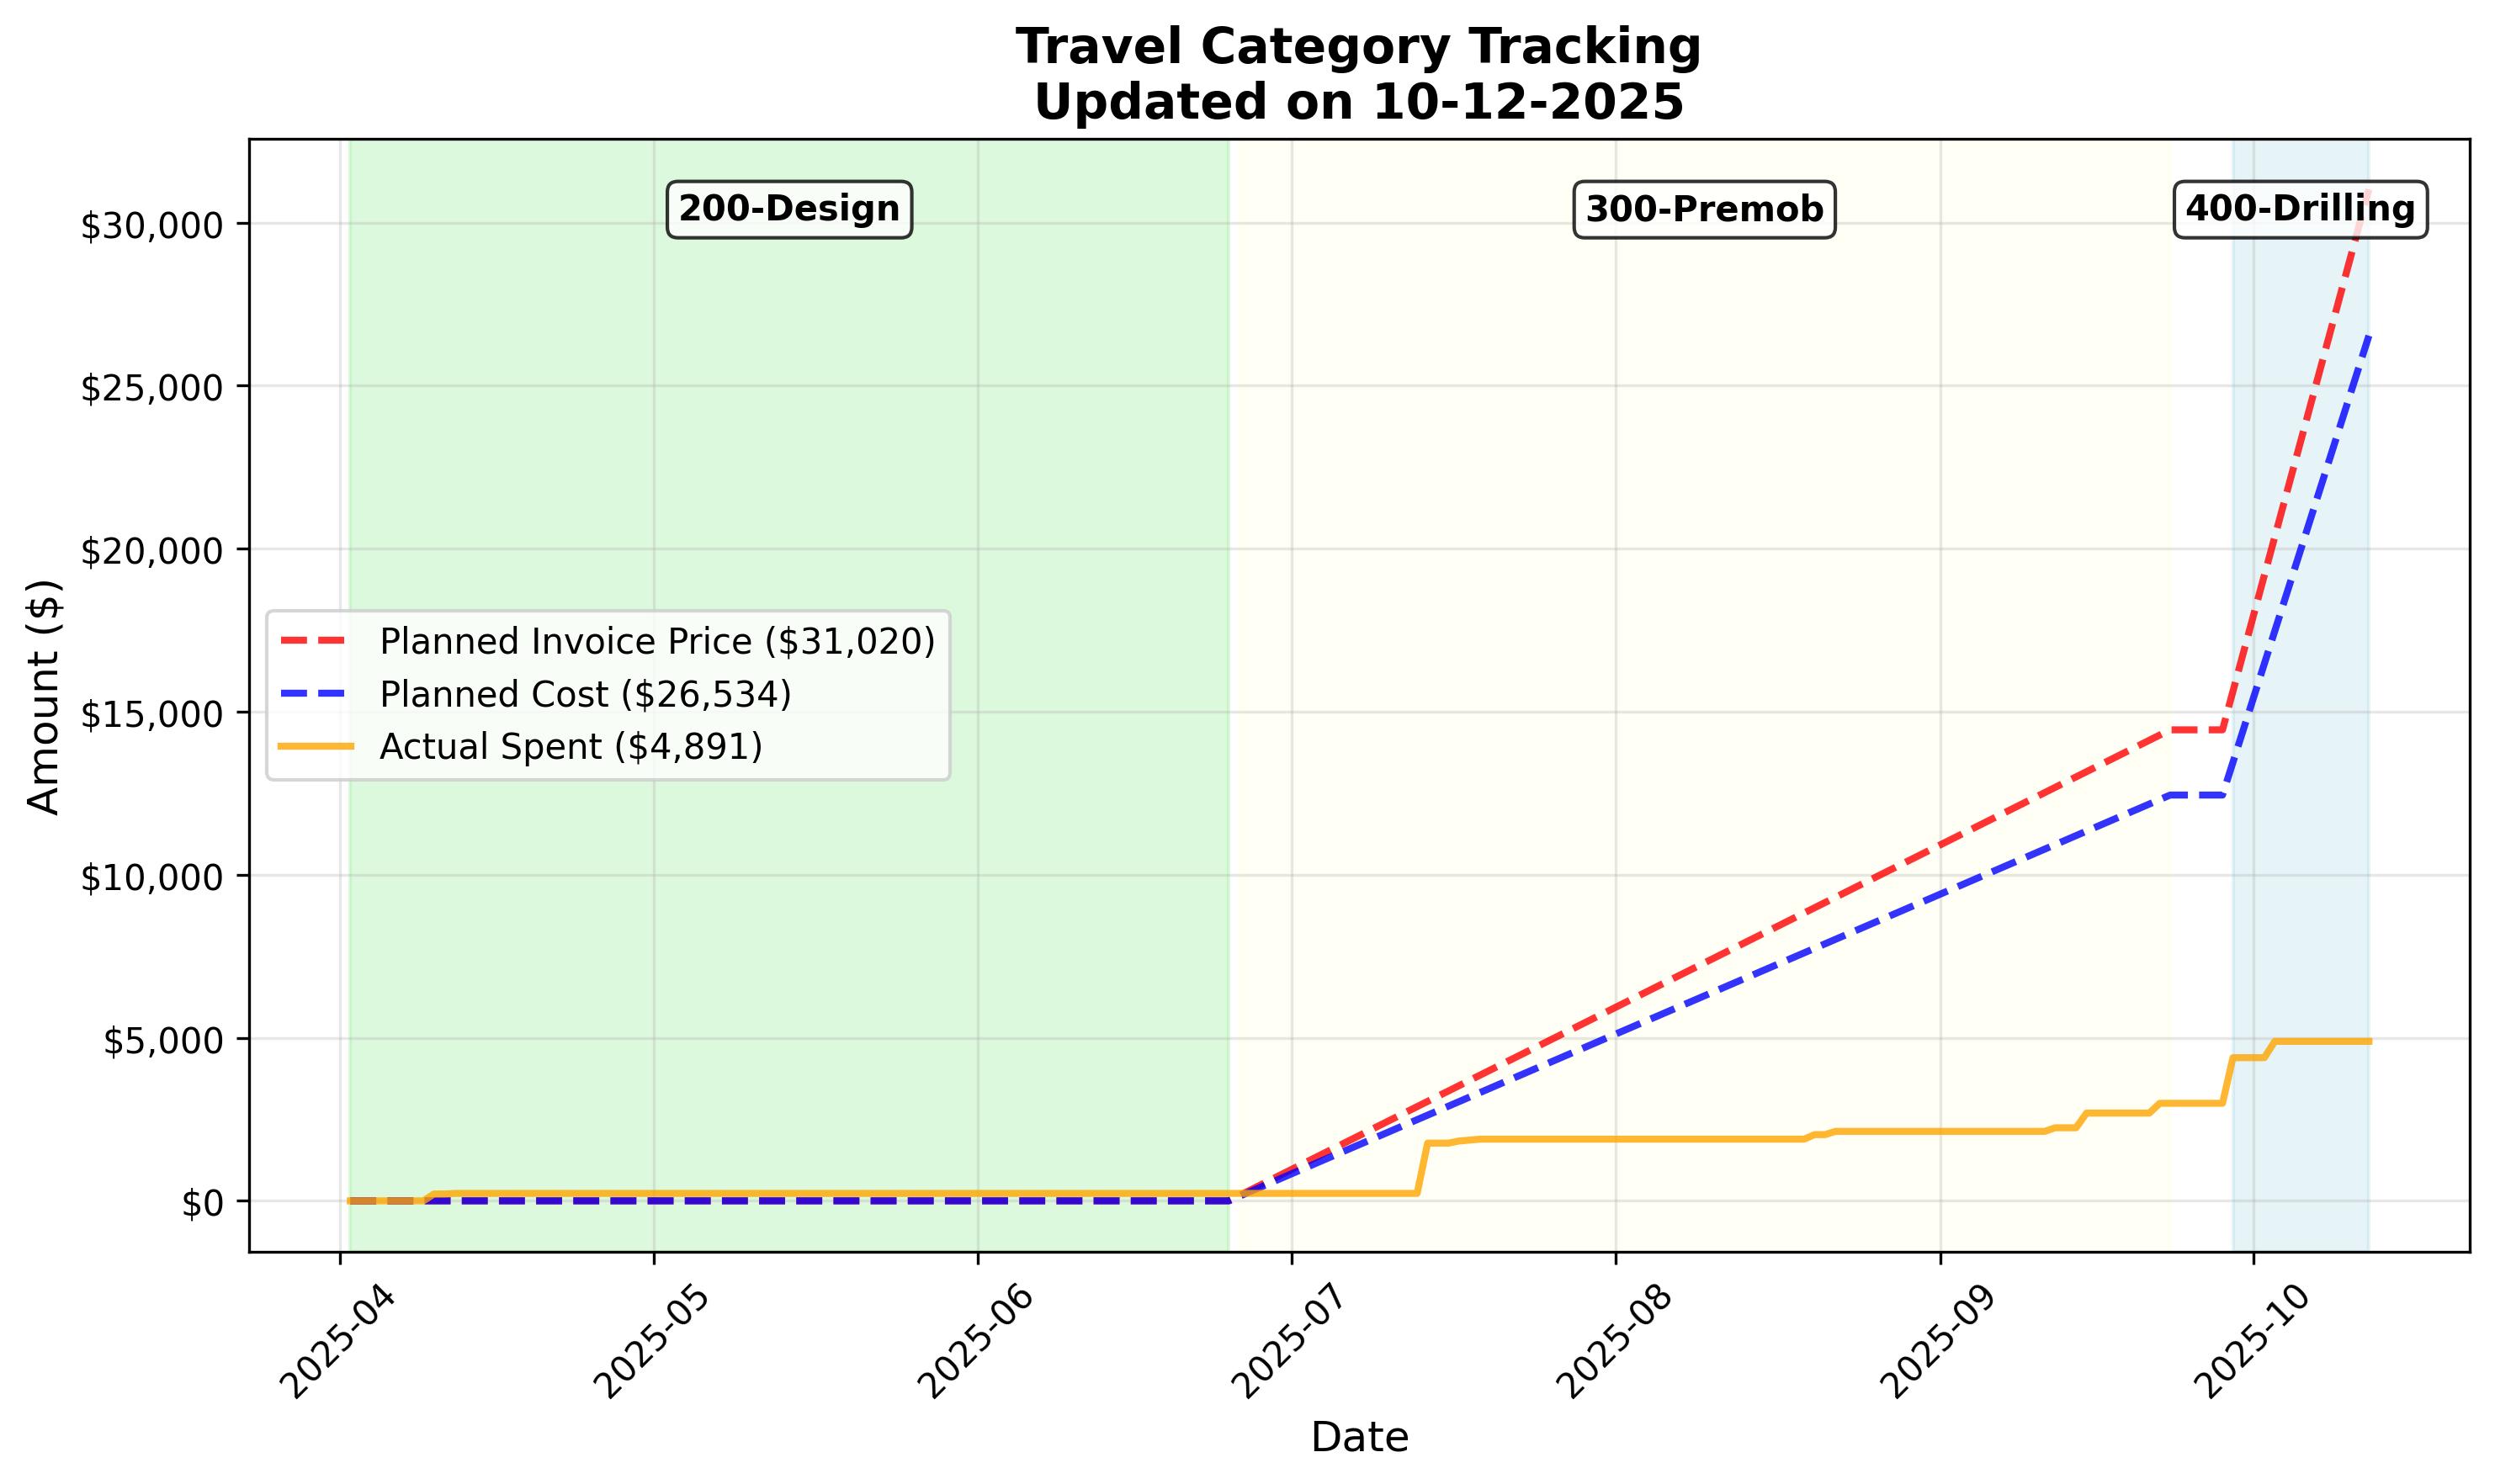 Travel Category Tracking
Updated on 10-12-2025
200-Design
300-Premob
400-Drilling
$30,000
$25,000
$20,000
$15,000
$10,000
$5,000
$0
Amount ($)
Planned Invoice Price ($31,020)
Planned Cost ($26,534)
Actual Spent ($4,891)
2025-04
2025-05
2025-06
2025-07
2025-08
2025-09
2025-10
Date